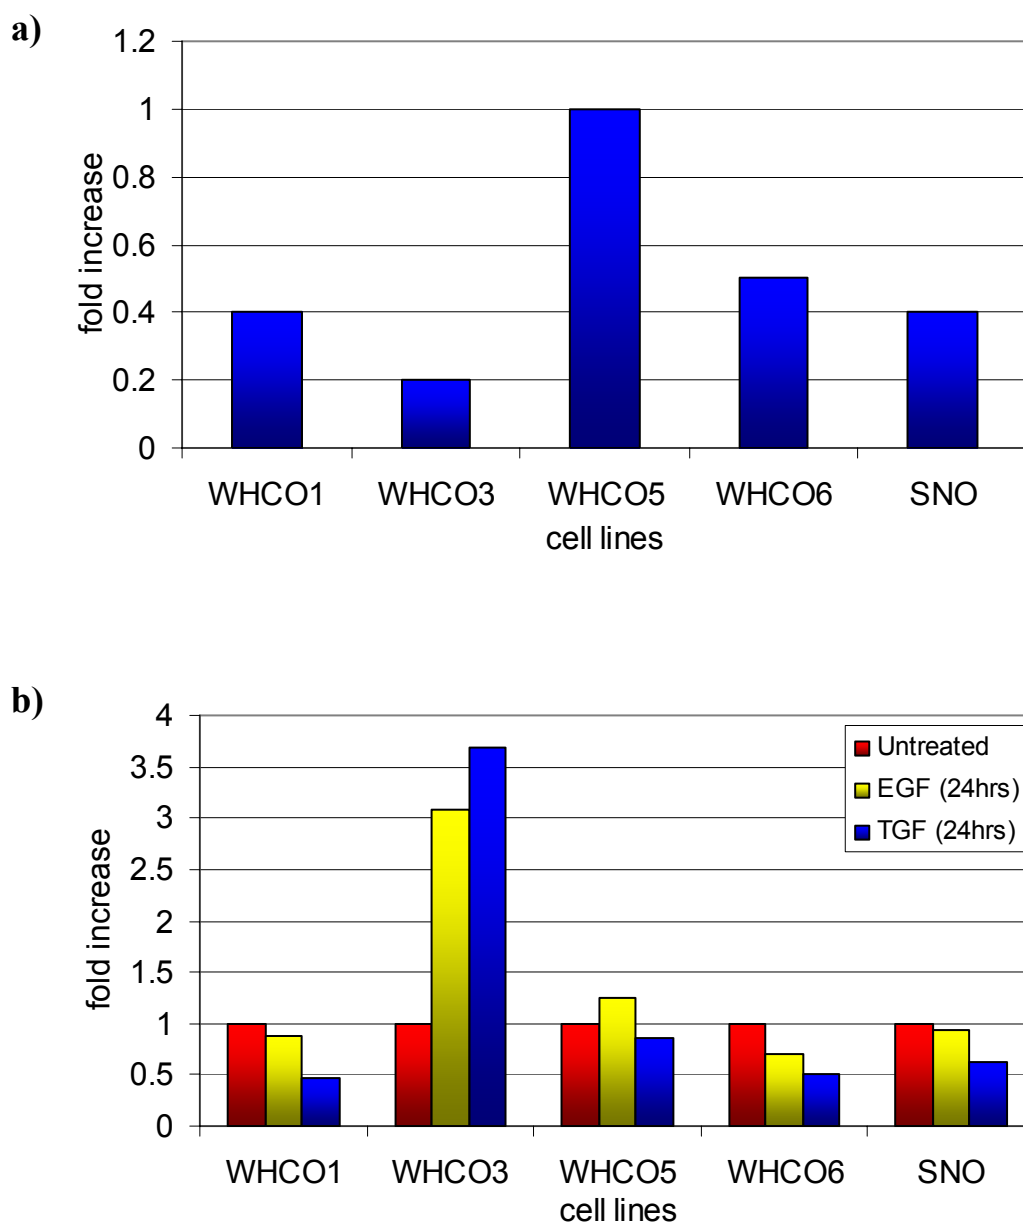 a)
1.2
1
0.8
0.6
0.4
0.2
0
fold increase
WHCO1 WHCO3 WHCO5 WHCO6 SNO
cell lines
b)
4
3.5
3
2.5
2
1.5
1
0.5
0
fold increase
Untreated
EGF (24hrs)
TGF (24hrs)
WHCO1 WHCO3 WHCO5 WHCO6 SNO
cell lines